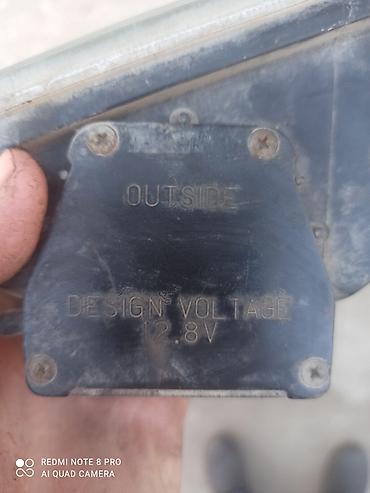 OUTSIDE
DESIGN VOLTAGE
12.8V
REDMI NOTE 8 PRO
AI QUAD CAMERA